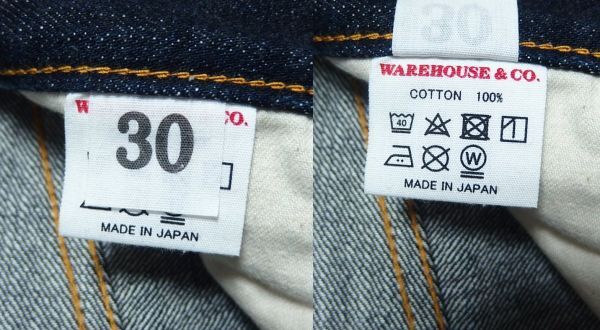 30
CO.
MADE IN JAPAN
30
WAREHOUSE & CO.
COTTON 100%
40
W
MADE IN JAPAN